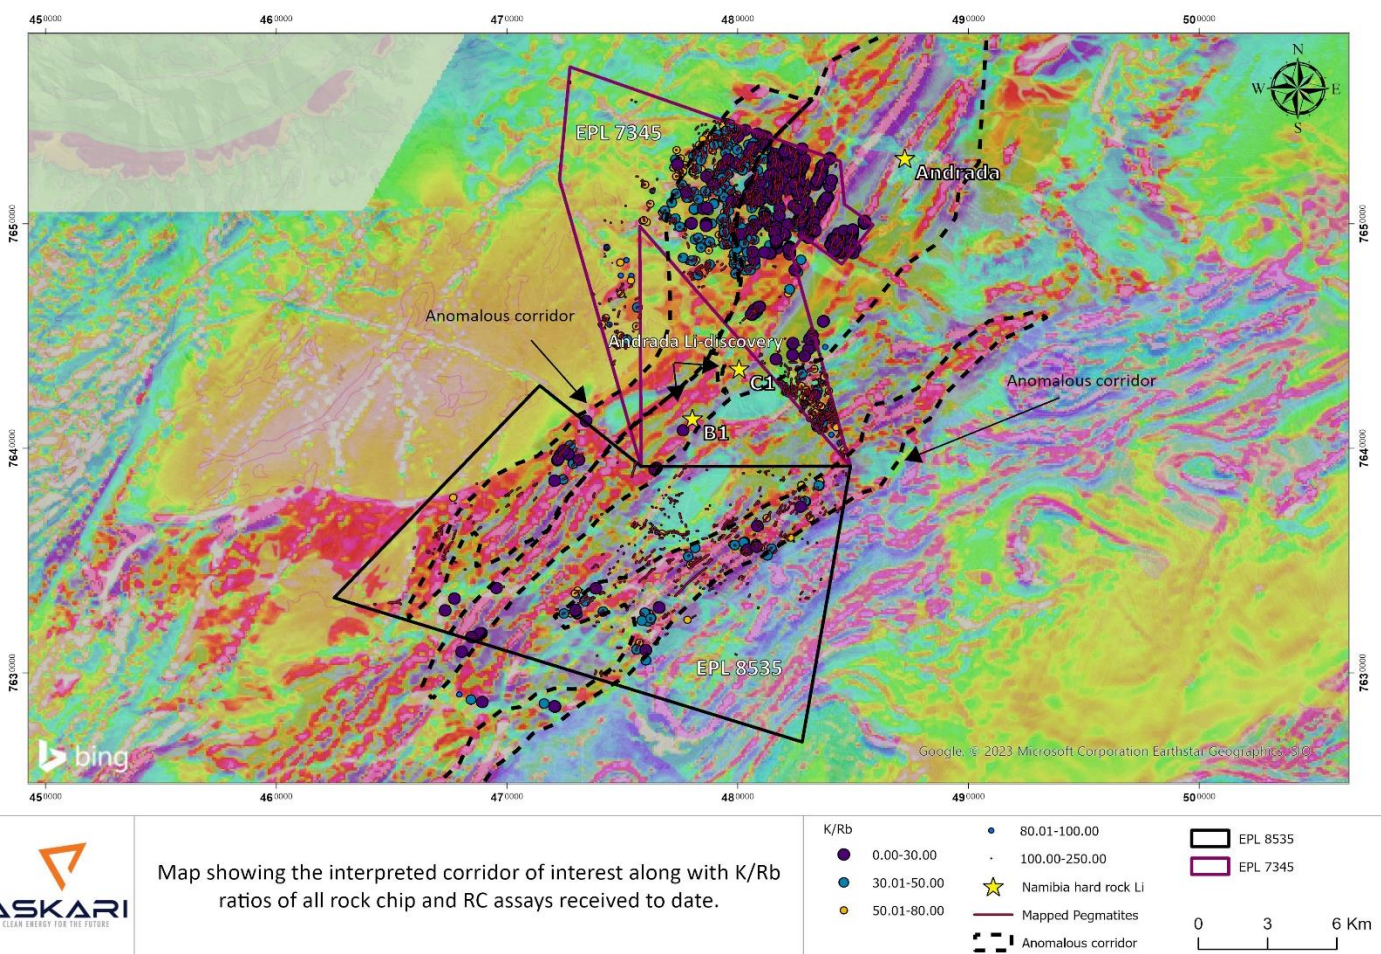 450000 460000 470000 480000 490000 500000
N
W E
S
EPL 7345
Andrada
7650000 7650000
Anomalous corridor
Andrada Li-discovery
C1
Anomalous corridor
B1
7640000 7640000
EPL 8535
7630000 7630000
bing
Google, © 2023 Microsoft Corporation Earthstar Geographics SIO
450000 460000 470000 480000 490000 500000
ASKARI
CLEAN ENERGY FOR THE FUTURE
Map showing the interpreted corridor of interest along with K/Rb
ratios of all rock chip and RC assays received to date.
K/Rb
0.00-30.00
30.01-50.00
50.01-80.00
80.01-100.00
100.00-250.00
Namibia hard rock Li
Mapped Pegmatites
Anomalous corridor
EPL 8535
EPL 7345
0 3 6 Km